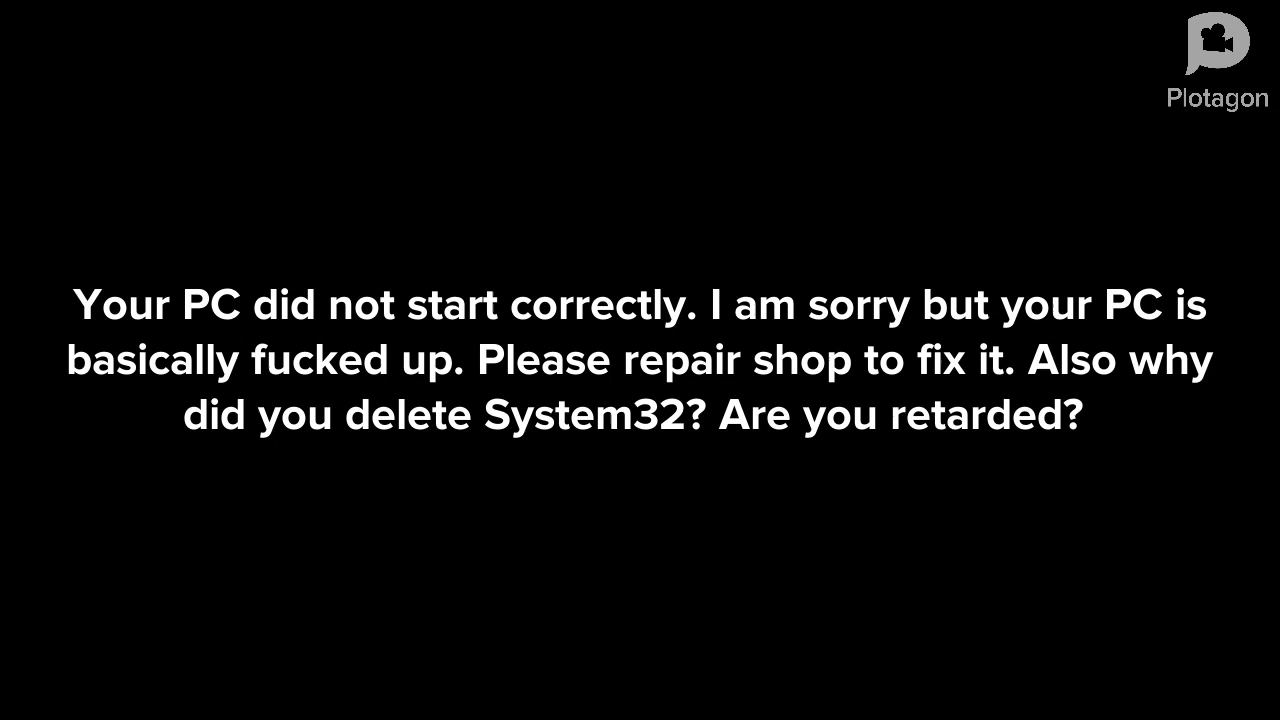 Plotagon
Your PC did not start correctly. I am sorry but your PC is
basically fucked up. Please repair shop to fix it. Also why
did you delete System32? Are you retarded?